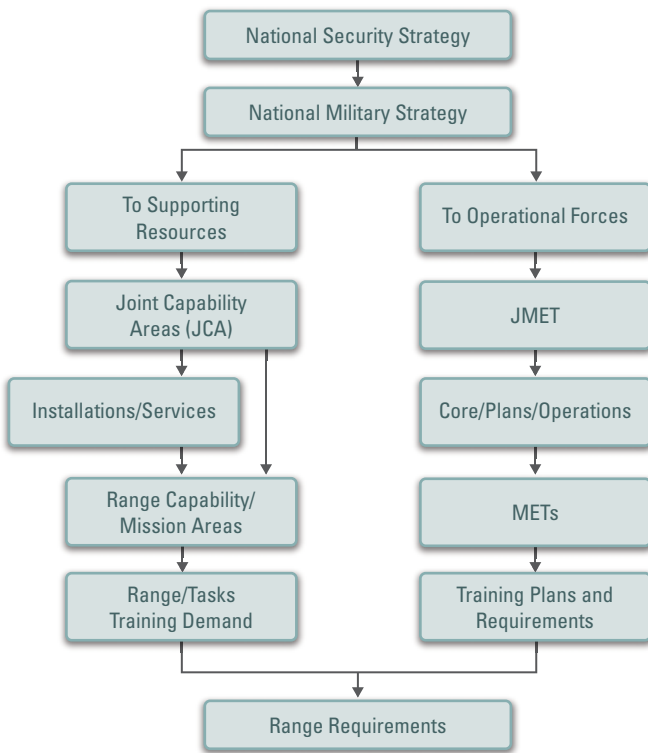 National Security Strategy
National Military Strategy
To Supporting
Resources
To Operational Forces
Joint Capability
Areas (JCA)
JMET
Installations/Services
Core/Plans/Operations
Range Capability/
Mission Areas
METs
Range/Tasks
Training Demand
Training Plans and
Requirements
Range Requirements